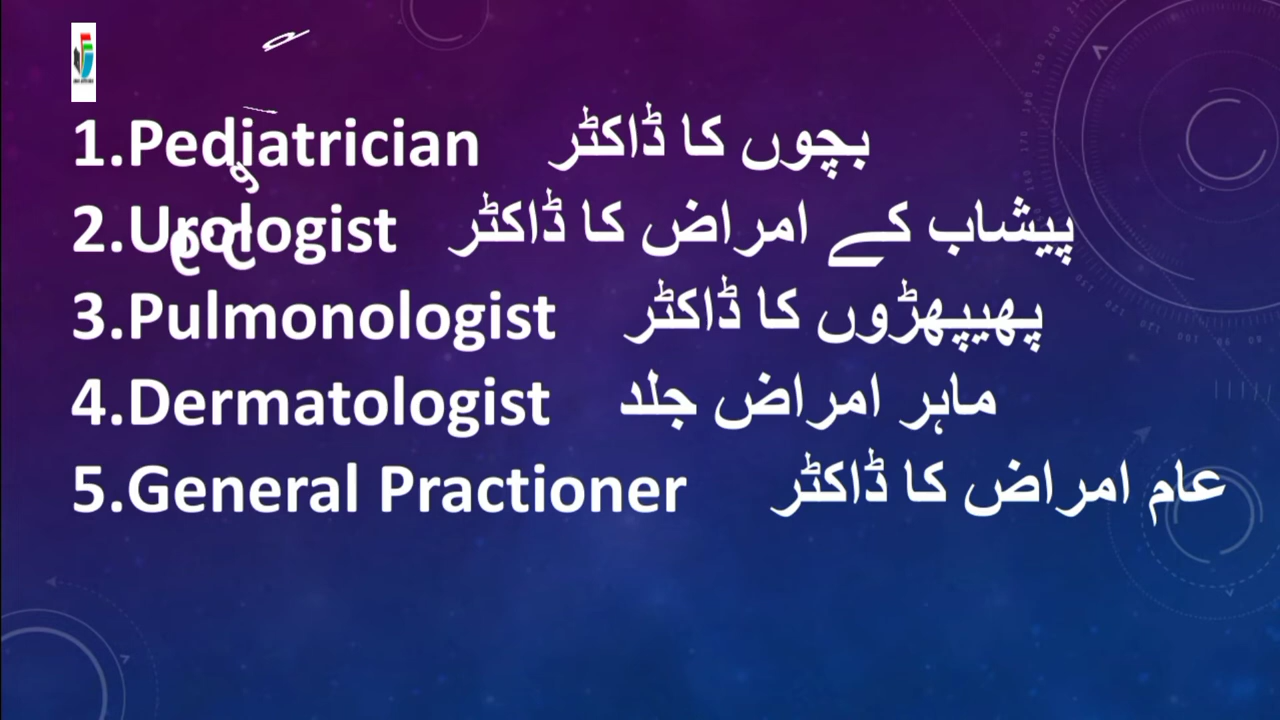 1.Pediatrician بچوں کا ڈاکٹر
2.Urologist پیشاب کے امراض کا ڈاکٹر
3.Pulmonologist پھیپھڑوں کا ڈاکٹر
4.Dermatologist ماہر امراض جلد
5.General Practioner عام امراض کا ڈاکٹر